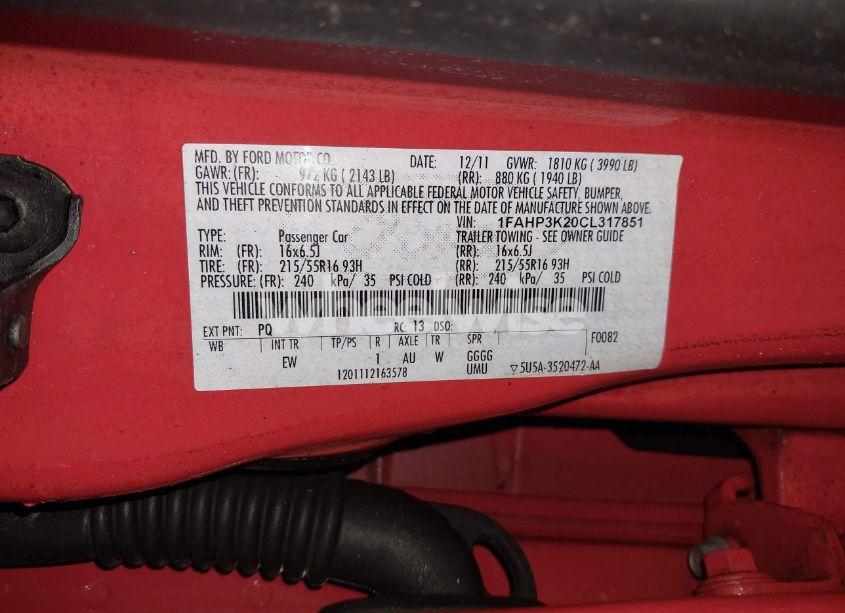 MFD. BY FORD MOTOR CO. DATE: 12/11 GVWR: 1810 KG ( 3990 LB)
GAWR: (FR): 972 KG ( 2143 LB) (RR): 880 KG ( 1940 LB)
THIS VEHICLE CONFORMS TO ALL APPLICABLE FEDERAL MOTOR VEHICLE SAFETY, BUMPER,
AND THEFT PREVENTION STANDARDS IN EFFECT ON THE DATE OF MANUFACTURE SHOWN ABOVE.
VIN: 1FAHP3K20CL317851
TYPE: Passenger Car TRAILER TOWING - SEE OWNER GUIDE
RIM: (FR): 16x6.5J (RR): 16x6.5J
TIRE: (FR): 215/55R16 93H (RR): 215/55R16 93H
PRESSURE: (FR): 240 kPa/ 35 PSI COLD (RR): 240 kPa/ 35 PSI COLD
EXT PNT: PQ RC: 13 DSO: F0082
WB INT TR TP/PS R AXLE TR SPR
EW 1 AU W GGGG
UMU
1201112163578 ▽5U5A-3520472-AA